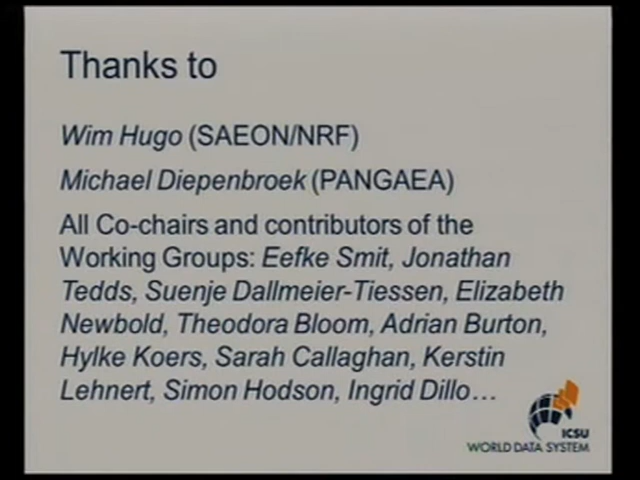 Thanks to
Wim Hugo (SAEON/NRF)
Michael Diepenbroek (PANGAEA)
All Co-chairs and contributors of the
Working Groups: Eefke Smit, Jonathan
Tedds, Suenje Dallmeier-Tiessen, Elizabeth
Newbold, Theodora Bloom, Adrian Burton,
Hylke Koers, Sarah Callaghan, Kerstin
Lehnert, Simon Hodson, Ingrid Dillo…
ICSU
WORLD DATA SYSTEM